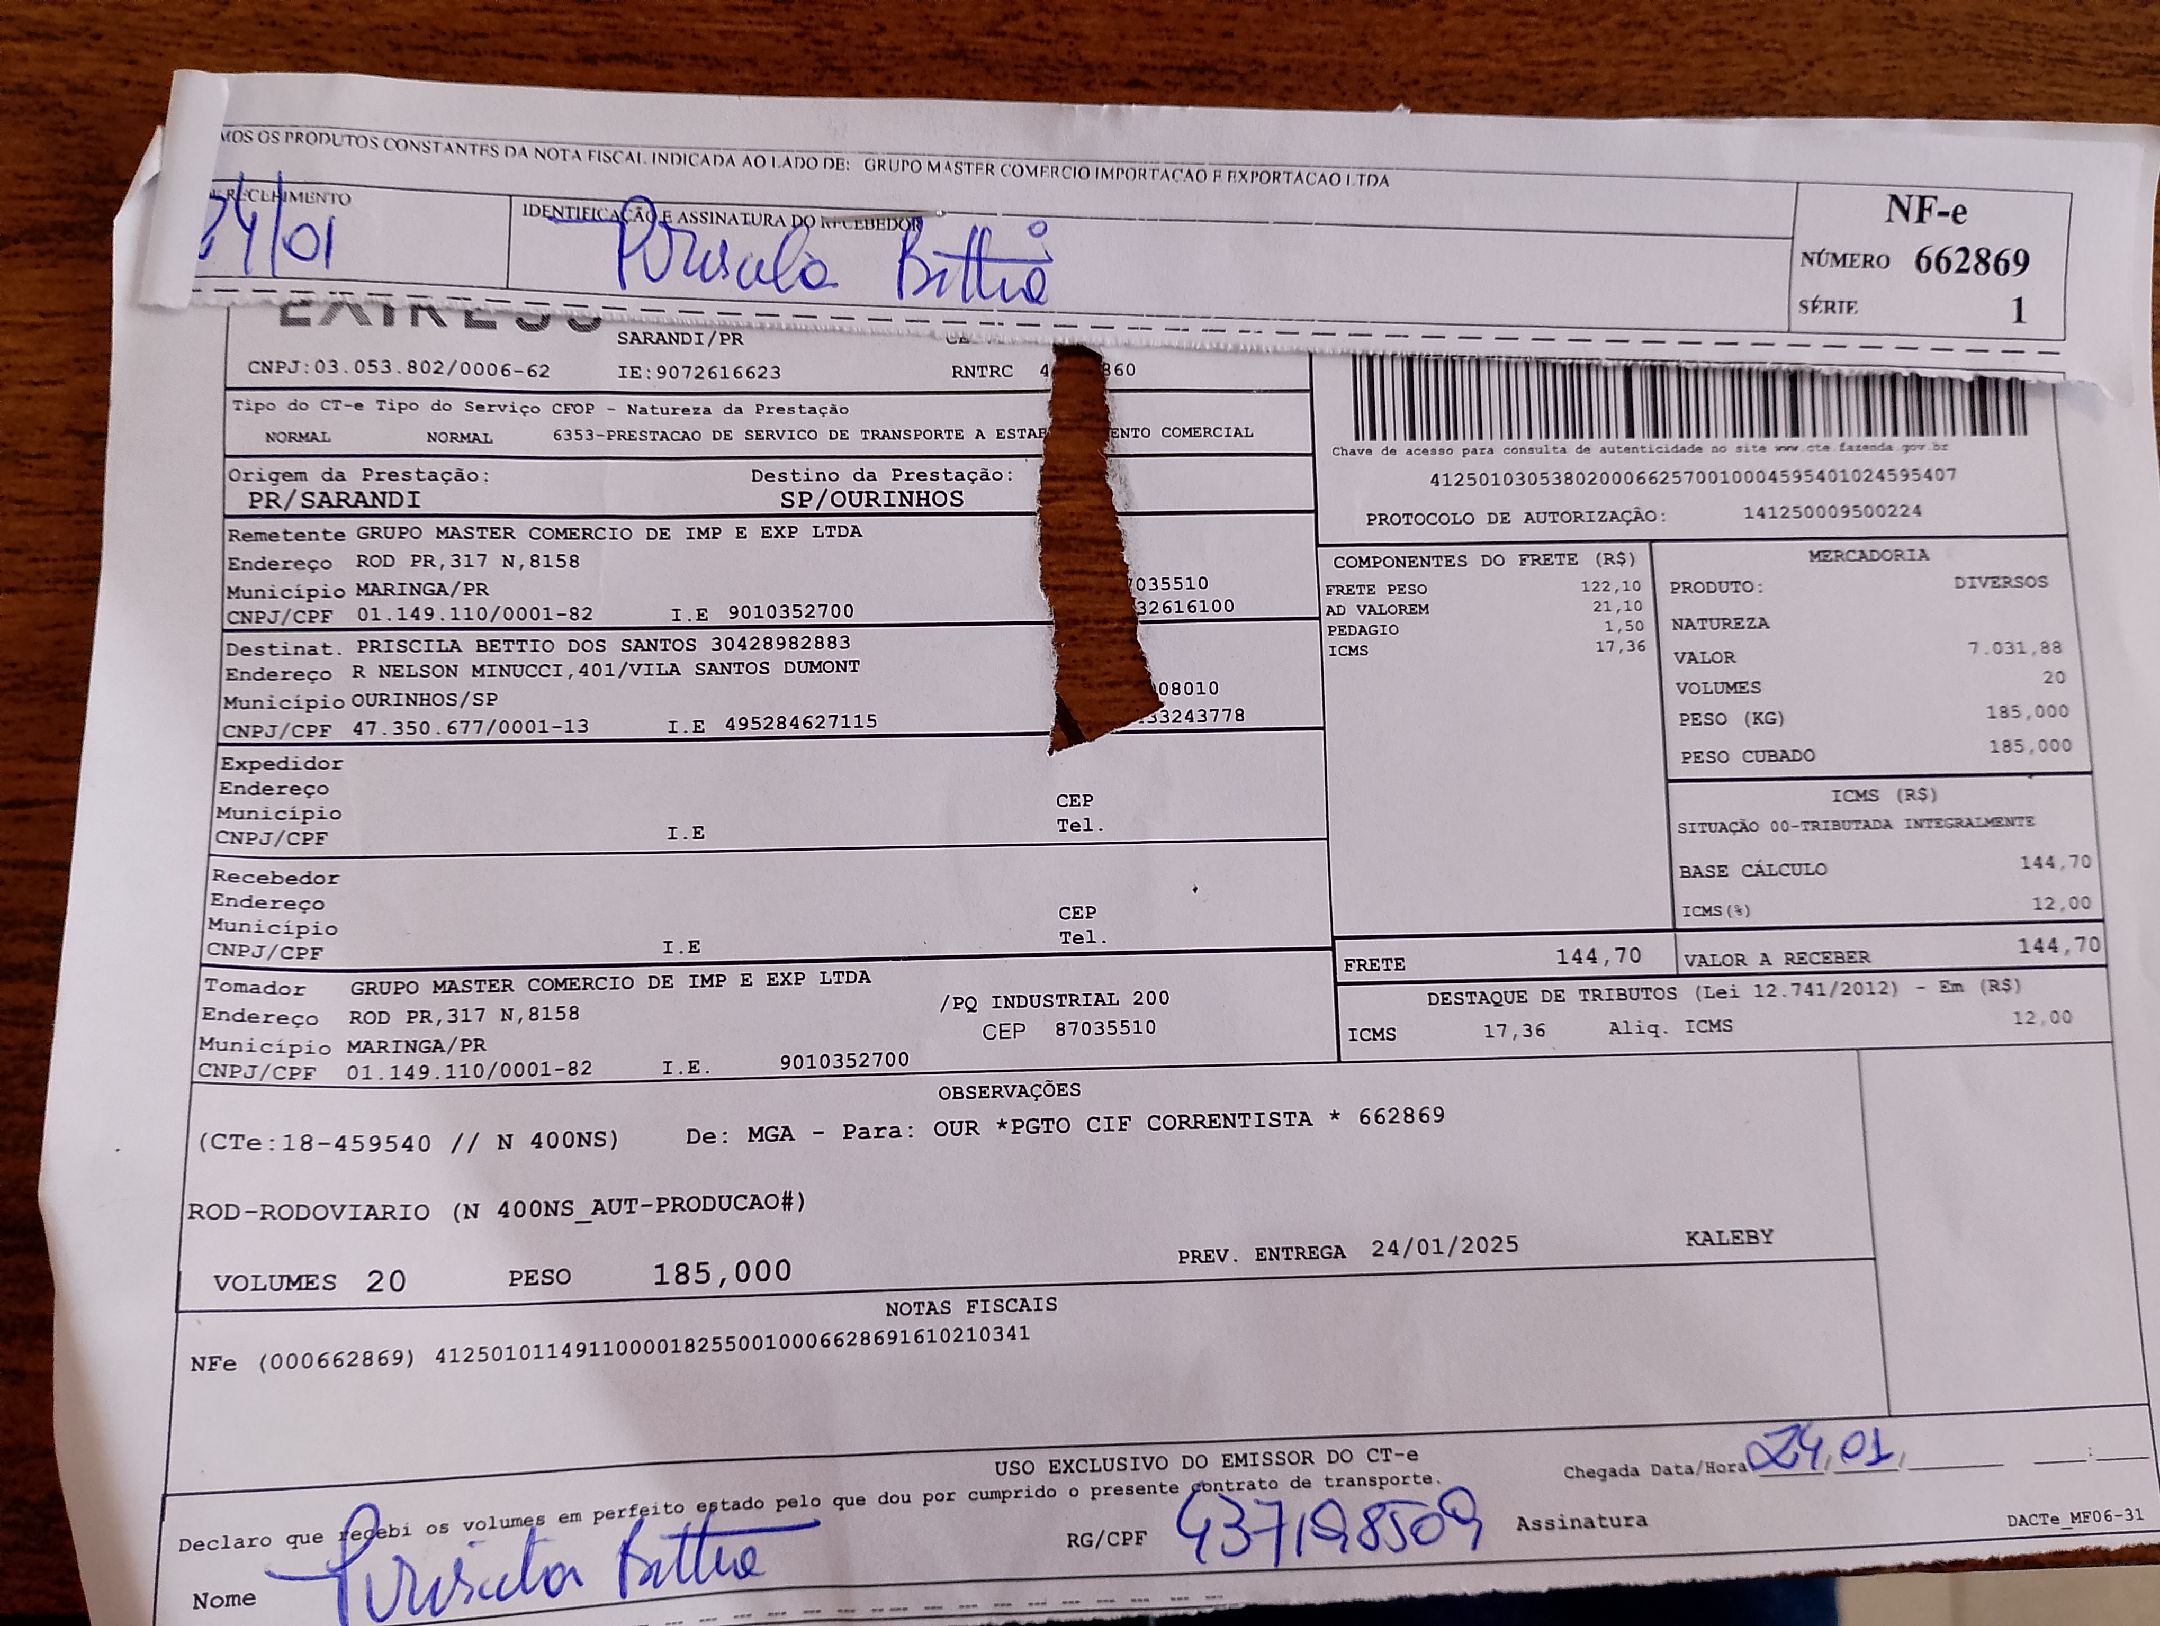 MOS OS PRODUTOS CONSTANTES DA NOTA FISCAL INDICADA AO LADO DE: GRUPO MASTER COMERCIO IMPORTACAO E EXPORTACAO LTDA
RECEBIMENTO
IDENTIFICAÇÃO E ASSINATURA DO RECEBEDOR
24/01
Priscila Bettio
NF-e
NÚMERO 662869
SÉRIE 1
SARANDI/PR
CNPJ:03.053.802/0006-62 IE:9072616623 RNTRC 4 860
Tipo do CT-e Tipo do Serviço CFOP - Natureza da Prestação
NORMAL NORMAL 6353-PRESTACAO DE SERVICO DE TRANSPORTE A ESTAB ENTO COMERCIAL
Origem da Prestação: Destino da Prestação:
PR/SARANDI SP/OURINHOS
Remetente GRUPO MASTER COMERCIO DE IMP E EXP LTDA
Endereço ROD PR,317 N,8158
Município MARINGA/PR 7035510
CNPJ/CPF 01.149.110/0001-82 I.E 9010352700 32616100
Destinat. PRISCILA BETTIO DOS SANTOS 30428982883
Endereço R NELSON MINUCCI,401/VILA SANTOS DUMONT
Município OURINHOS/SP 08010
CNPJ/CPF 47.350.677/0001-13 I.E 495284627115 33243778
Expedidor
Endereço
Município CEP
CNPJ/CPF I.E Tel.
Recebedor
Endereço
Município CEP
CNPJ/CPF I.E Tel.
Tomador GRUPO MASTER COMERCIO DE IMP E EXP LTDA
Endereço ROD PR,317 N,8158 /PQ INDUSTRIAL 200
Município MARINGA/PR CEP 87035510
CNPJ/CPF 01.149.110/0001-82 I.E. 9010352700
Chave de acesso para consulta de autenticidade no site www.cte.fazenda.gov.br
41250103053802000662570010004595401024595407
PROTOCOLO DE AUTORIZAÇÃO: 141250009500224
COMPONENTES DO FRETE (R$)
FRETE PESO 122,10
AD VALOREM 21,10
PEDAGIO 1,50
ICMS 17,36
MERCADORIA
PRODUTO: DIVERSOS
NATUREZA
VALOR 7.031,88
VOLUMES 20
PESO (KG) 185,000
PESO CUBADO 185,000
ICMS (R$)
SITUAÇÃO 00-TRIBUTADA INTEGRALMENTE
BASE CÁLCULO 144,70
ICMS(%) 12,00
FRETE 144,70 VALOR A RECEBER 144,70
DESTAQUE DE TRIBUTOS (Lei 12.741/2012) - Em (R$)
ICMS 17,36 Aliq. ICMS 12,00
OBSERVAÇÕES
(CTe:18-459540 // N 400NS) De: MGA - Para: OUR *PGTO CIF CORRENTISTA * 662869
ROD-RODOVIARIO (N 400NS_AUT-PRODUCAO#)
VOLUMES 20 PESO 185,000 PREV. ENTREGA 24/01/2025 KALEBY
NOTAS FISCAIS
NFe (000662869) 41250101149110000182550010006628691610210341
USO EXCLUSIVO DO EMISSOR DO CT-e
Declaro que recebi os volumes em perfeito estado pelo que dou por cumprido o presente contrato de transporte.
Chegada Data/Hora 24,01,
Nome Priscila Bettio RG/CPF 437198509 Assinatura
DACTe_MF06-31